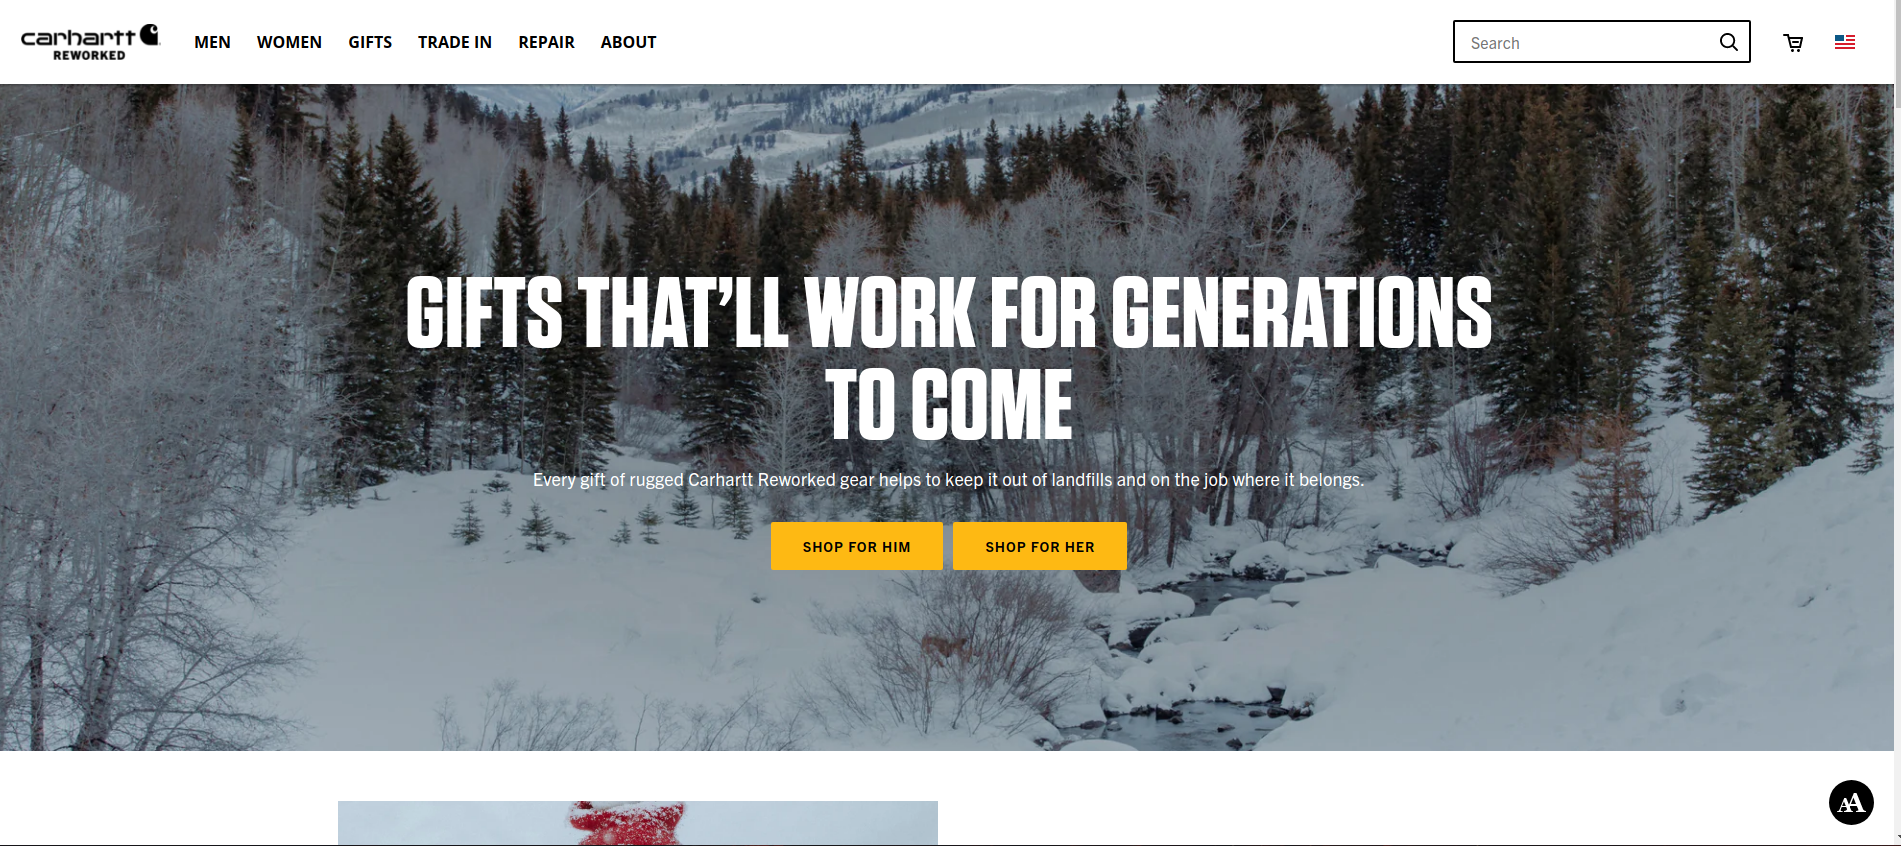 carhartt
REWORKED
MEN WOMEN GIFTS TRADE IN REPAIR ABOUT
Search
GIFTS THAT’LL WORK FOR GENERATIONS
TO COME
Every gift of rugged Carhartt Reworked gear helps to keep it out of landfills and on the job where it belongs.
SHOP FOR HIM SHOP FOR HER
AA